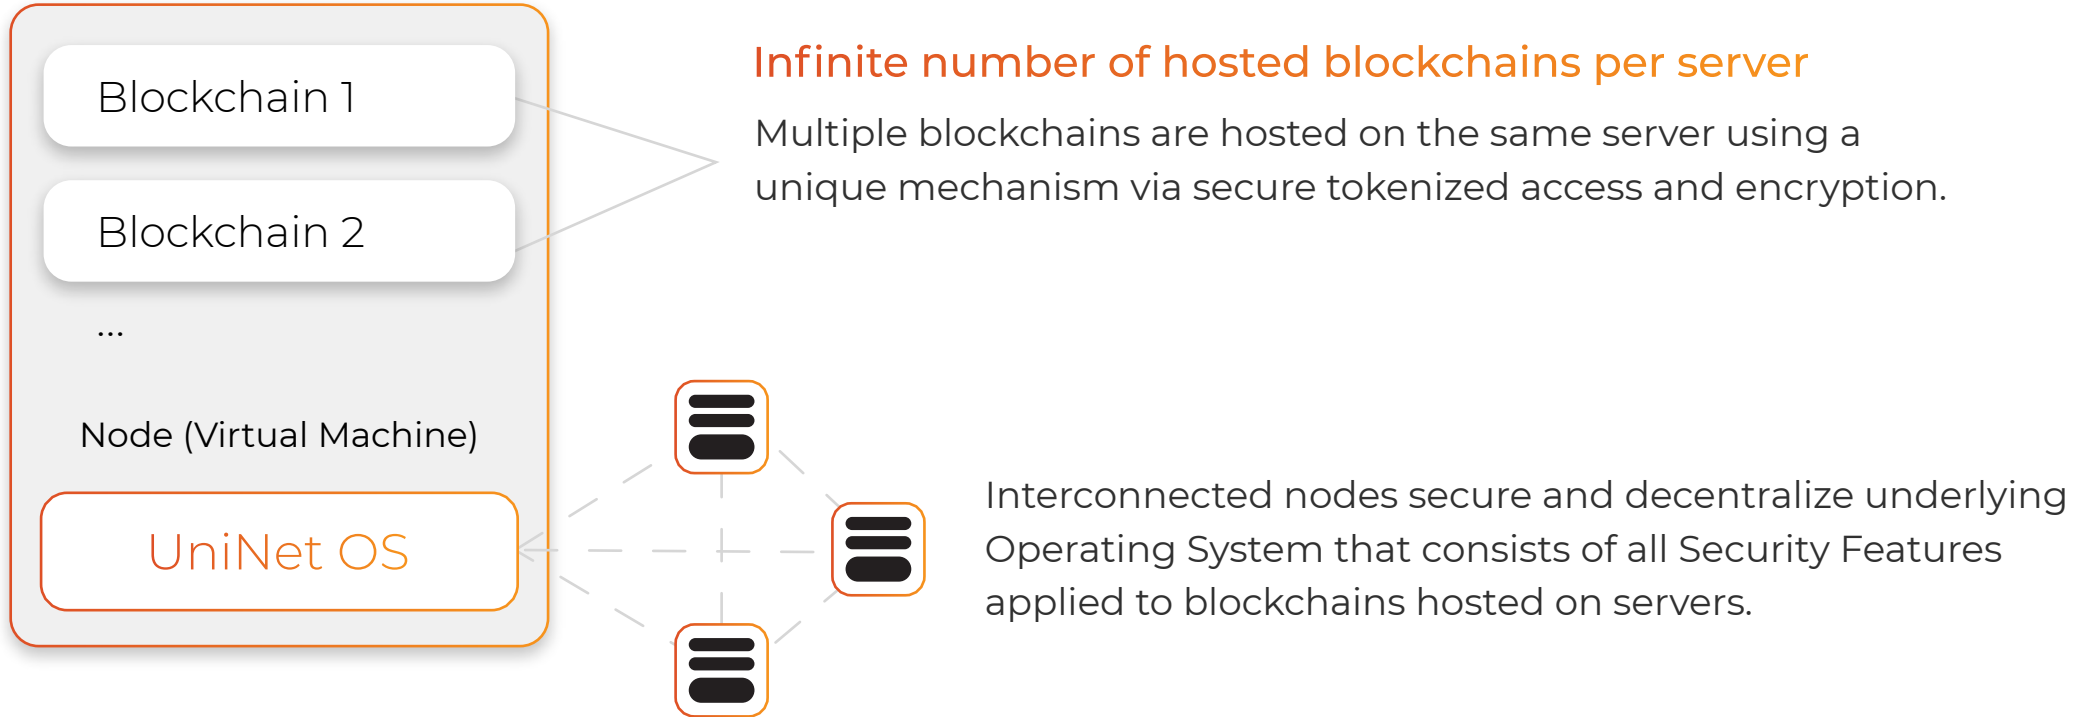 Blockchain 1
Blockchain 2
...
Node (Virtual Machine)
UniNet OS
Infinite number of hosted blockchains per server
Multiple blockchains are hosted on the same server using a
unique mechanism via secure tokenized access and encryption.
Interconnected nodes secure and decentralize underlying
Operating System that consists of all Security Features
applied to blockchains hosted on servers.